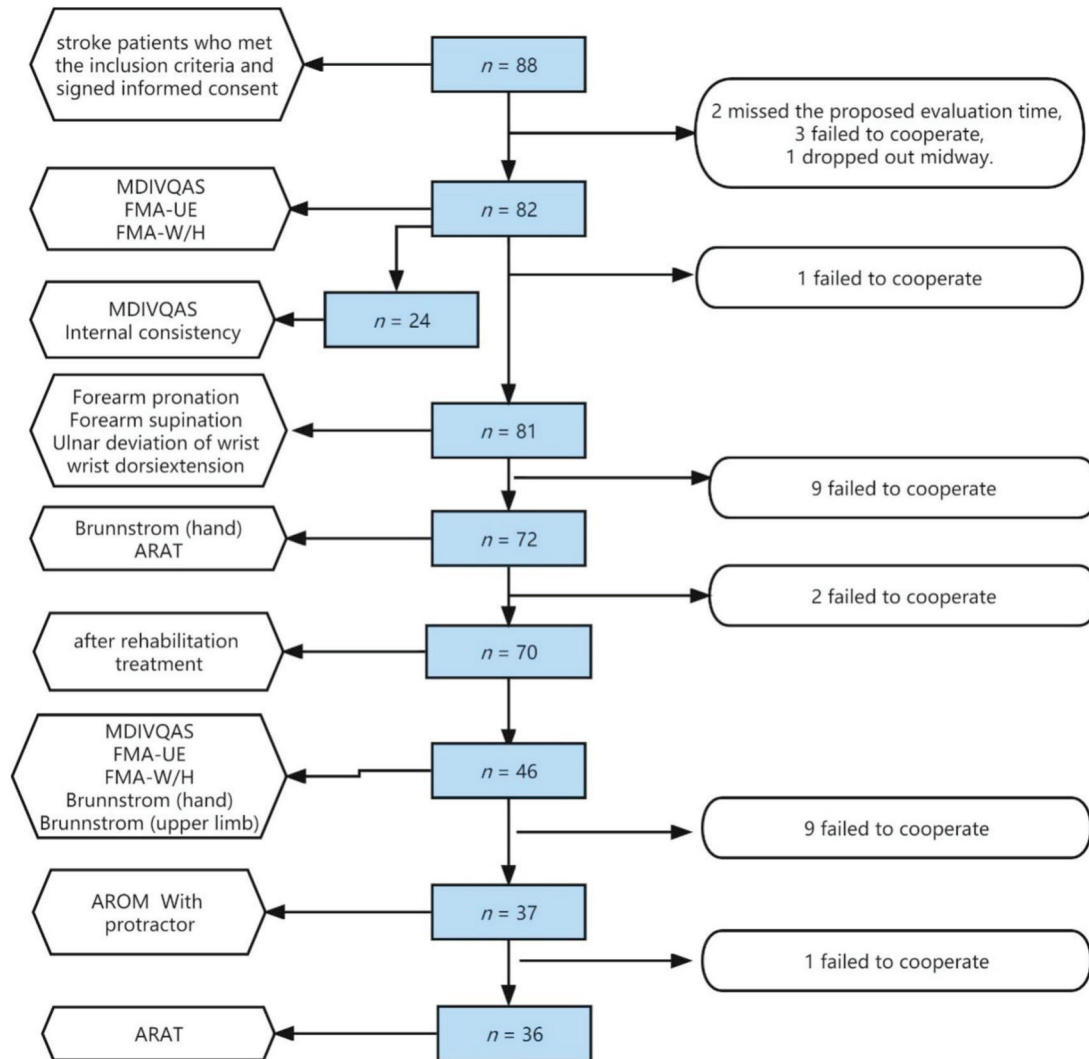 stroke patients who met
the inclusion criteria and
signed informed consent
n = 88
2 missed the proposed evaluation time,
3 failed to cooperate,
1 dropped out midway.
MDIVQAS
FMA-UE
FMA-W/H
n = 82
1 failed to cooperate
MDIVQAS
Internal consistency
n = 24
Forearm pronation
Forearm supination
Ulnar deviation of wrist
wrist dorsiextension
n = 81
9 failed to cooperate
Brunnstrom (hand)
ARAT
n = 72
2 failed to cooperate
after rehabilitation
treatment
n = 70
MDIVQAS
FMA-UE
FMA-W/H
Brunnstrom (hand)
Brunnstrom (upper limb)
n = 46
9 failed to cooperate
AROM With
protractor
n = 37
1 failed to cooperate
ARAT
n = 36